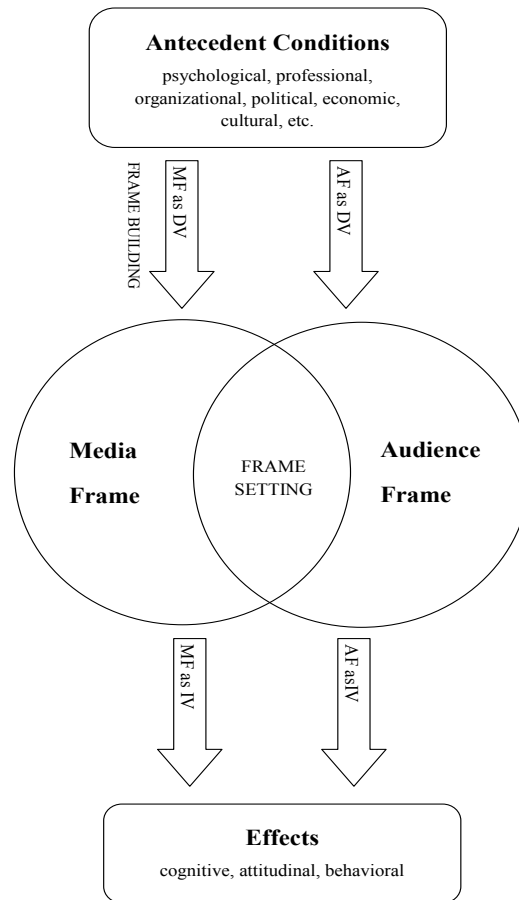 Antecedent Conditions
psychological, professional,
organizational, political, economic,
cultural, etc.
FRAME BUILDING
MF as DV
AF as DV
Media
Frame
FRAME
SETTING
Audience
Frame
MF as IV
AF asIV
Effects
cognitive, attitudinal, behavioral